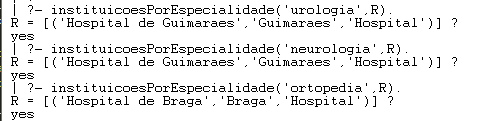 | ?- instituicoesPorEspecialidade('urologia',R).
R = [('Hospital de Guimaraes','Guimaraes','Hospital')] ?
yes
| ?- instituicoesPorEspecialidade('neurologia',R).
R = [('Hospital de Guimaraes','Guimaraes','Hospital')] ?
yes
| ?- instituicoesPorEspecialidade('ortopedia',R).
R = [('Hospital de Braga','Braga','Hospital')] ?
yes